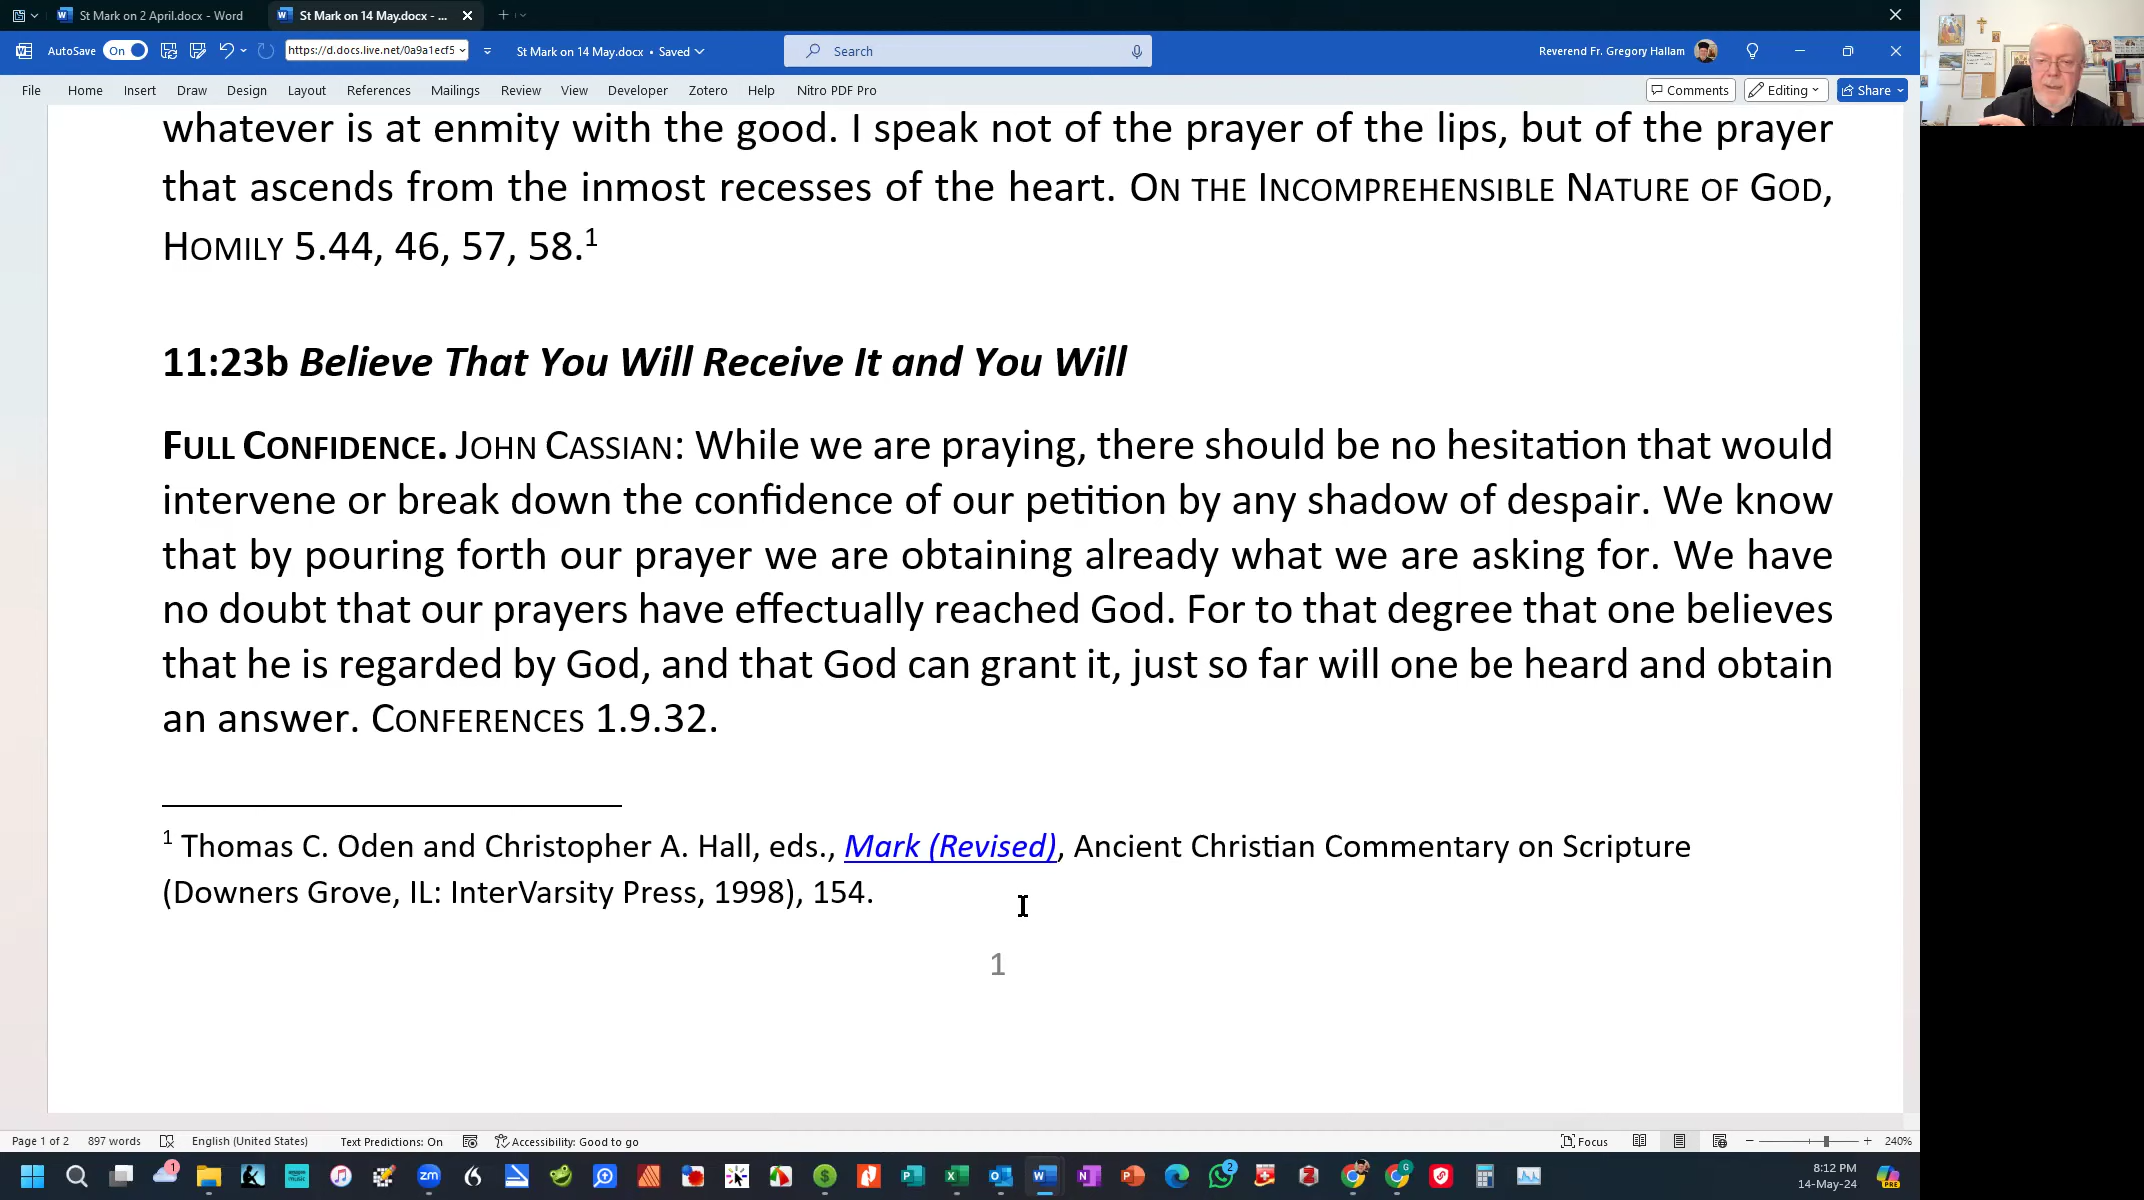 St Mark on 2 April.docx - Word
St Mark on 14 May.docx - ...
AutoSave On
https://d.docs.live.net/0a9a1ecf5
St Mark on 14 May.docx • Saved
Search
Reverend Fr. Gregory Hallam
File Home Insert Draw Design Layout References Mailings Review View Developer Zotero Help Nitro PDF Pro
Comments Editing Share
whatever is at enmity with the good. I speak not of the prayer of the lips, but of the prayer
that ascends from the inmost recesses of the heart. ON THE INCOMPREHENSIBLE NATURE OF GOD,
HOMILY 5.44, 46, 57, 58.1
11:23b Believe That You Will Receive It and You Will
FULL CONFIDENCE. JOHN CASSIAN: While we are praying, there should be no hesitation that would
intervene or break down the confidence of our petition by any shadow of despair. We know
that by pouring forth our prayer we are obtaining already what we are asking for. We have
no doubt that our prayers have effectually reached God. For to that degree that one believes
that he is regarded by God, and that God can grant it, just so far will one be heard and obtain
an answer. CONFERENCES 1.9.32.
1 Thomas C. Oden and Christopher A. Hall, eds., Mark (Revised), Ancient Christian Commentary on Scripture
(Downers Grove, IL: InterVarsity Press, 1998), 154.
1
Page 1 of 2 897 words English (United States) Text Predictions: On Accessibility: Good to go Focus 240%
8:12 PM
14-May-24